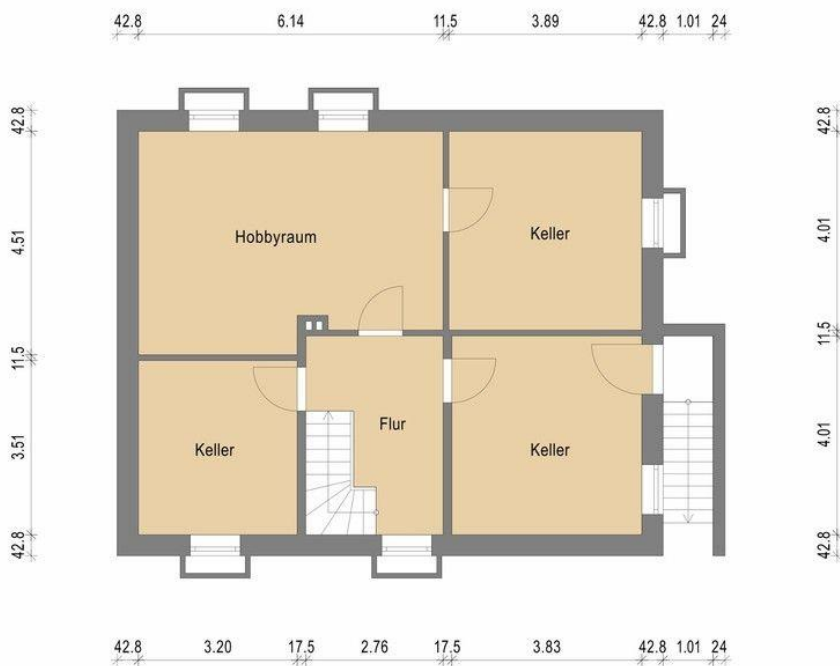 42.8 6.14 11.5 3.89 42.8 1.01 24
42.8 42.8
4.51 Hobbyraum Keller 4.01
11.5 11.5
Flur
3.51 Keller Keller 4.01
42.8 42.8
42.8 3.20 17.5 2.76 17.5 3.83 42.8 1.01 24